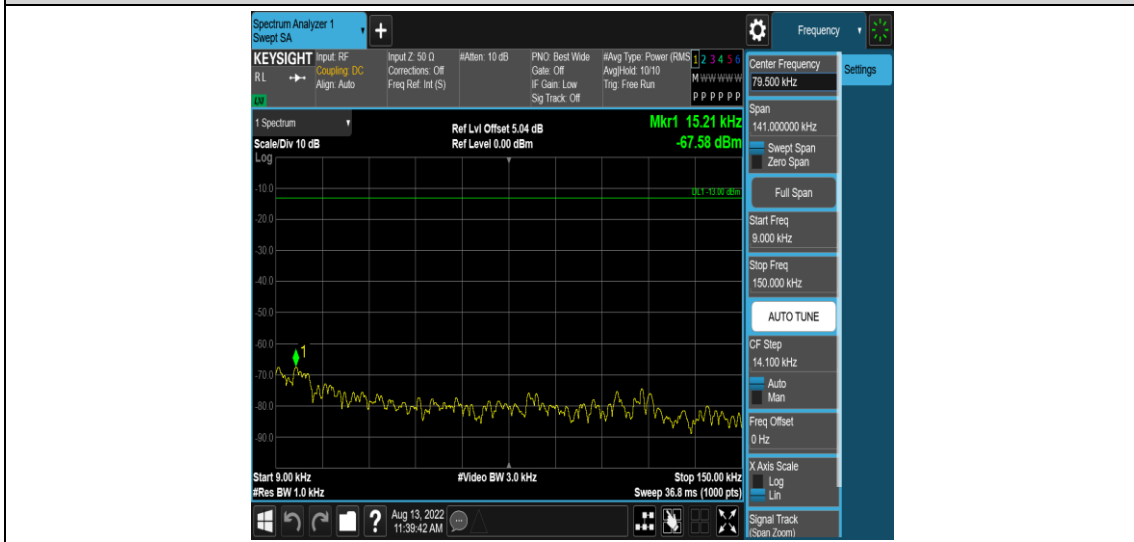 Spectrum Analyzer 1
Swept SA
+
Frequency
KEYSIGHT
RL
LXI
Input: RF
Coupling: DC
Align: Auto
Input Z: 50 Ω
Corrections: Off
Freq Ref: Int (S)
#Atten: 10 dB
PNO: Best Wide
Gate: Off
IF Gain: Low
Sig Track: Off
#Avg Type: Power (RMS
Avg|Hold: 10/10
Trig: Free Run
1 2 3 4 5 6
M W W W W W
P P P P P P
Center Frequency
79.500 kHz
Settings
1 Spectrum
Scale/Div 10 dB
Log
Ref Lvl Offset 5.04 dB
Ref Level 0.00 dBm
Mkr1 15.21 kHz
-67.58 dBm
Span
141.000000 kHz
Swept Span
Zero Span
Full Span
Start Freq
9.000 kHz
Stop Freq
150.000 kHz
AUTO TUNE
CF Step
14.100 kHz
Auto
Man
Freq Offset
0 Hz
X Axis Scale
Log
Lin
Signal Track
(Span Zoom)
DL1 -13.00 dBm
-10.0
-20.0
-30.0
-40.0
-50.0
-60.0
-70.0
-80.0
-90.0
1
Start 9.00 kHz
#Res BW 1.0 kHz
#Video BW 3.0 kHz
Stop 150.00 kHz
Sweep 36.8 ms (1000 pts)
?
Aug 13, 2022
11:39:42 AM